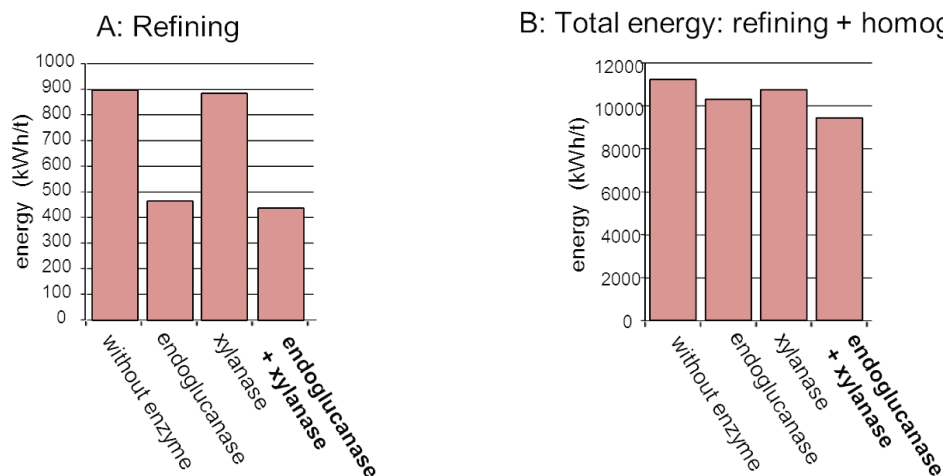 A: Refining
1000
900
800
700
600
500
400
300
200
100
0
energy (kWh/t)
without enzyme
endoglucanase
xylanase
endoglucanase
+ xylanase
B: Total energy: refining + homog
12000
10000
8000
6000
4000
2000
0
energy (kWh/t)
without enzyme
endoglucanase
xylanase
endoglucanase
+ xylanase